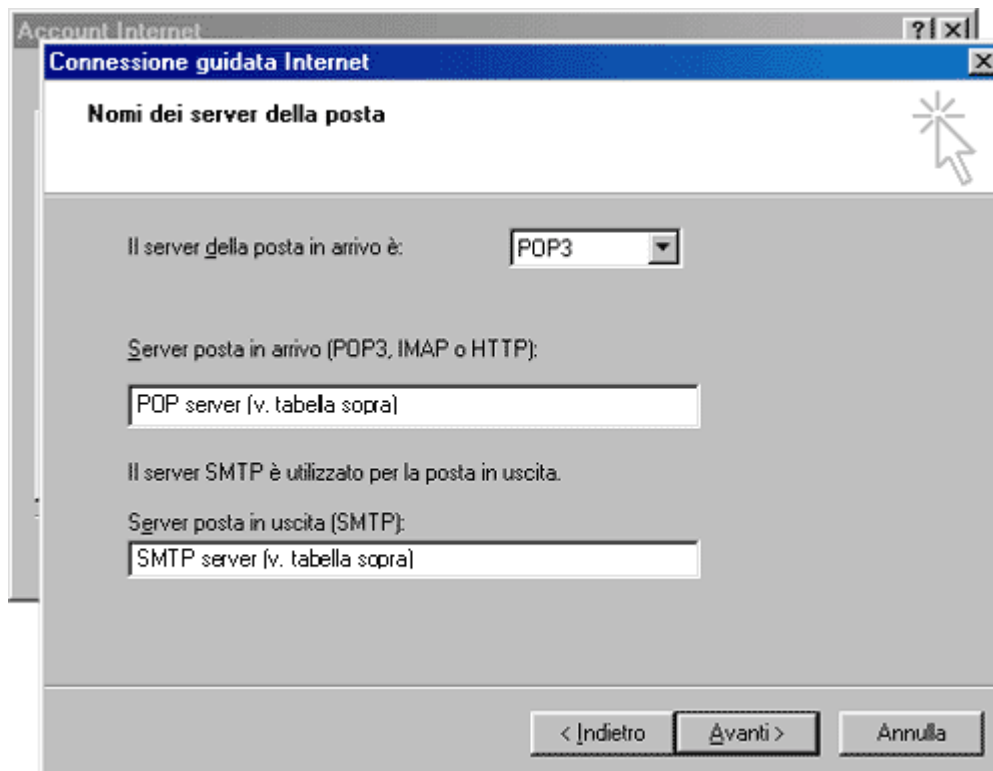 Account Internet
Connessione guidata Internet
Nomi dei server della posta
Il server della posta in arrivo è:
POP3
Server posta in arrivo (POP3, IMAP o HTTP):
POP server (v. tabella sopra)
Il server SMTP è utilizzato per la posta in uscita.
Server posta in uscita (SMTP):
SMTP server (v. tabella sopra)
< Indietro
Avanti >
Annulla